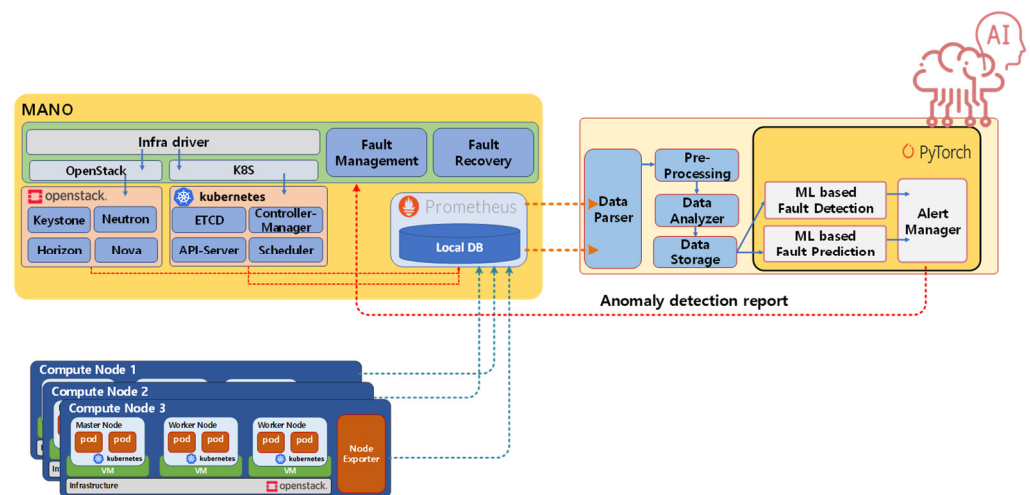 AI
MANO
Infra driver
OpenStack
K8S
Fault
Management
Fault
Recovery
openstack.
Keystone
Neutron
Horizon
Nova
kubernetes
ETCD
Controller-
Manager
API-Server
Scheduler
Prometheus
Local DB
Data
Parser
Pre-
Processing
Data
Analyzer
Data
Storage
PyTorch
ML based
Fault Detection
ML based
Fault Prediction
Alert
Manager
Anomaly detection report
Compute Node 1
Compute Node 2
Compute Node 3
Master Node
pod
pod
kubernetes
VM
Worker Node
pod
pod
kubernetes
VM
Worker Node
pod
pod
kubernetes
VM
Node
Exporter
Infrastructure
openstack.